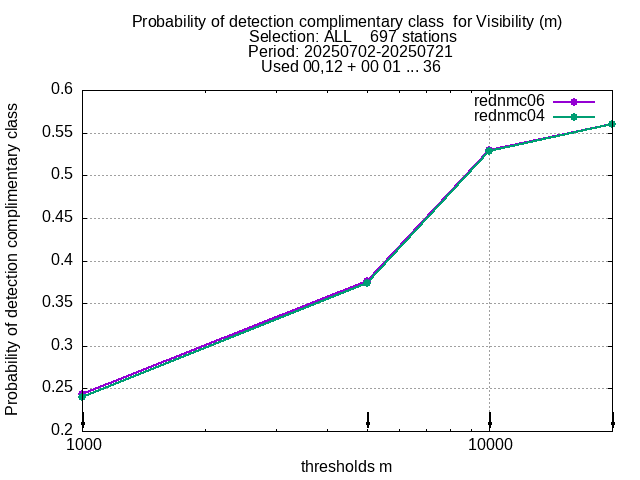 Probability of detection complimentary class  for Visibility (m)
Selection: ALL    697 stations
Period: 20250702-20250721
Used 00,12 + 00 01 ... 36
rednmc06
rednmc04
Probability of detection complimentary class
0.6
0.55
0.5
0.45
0.4
0.35
0.3
0.25
0.2
1000
10000
thresholds m